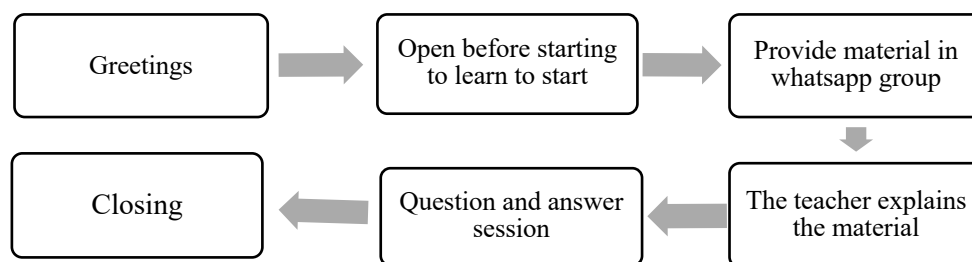 Greetings
Open before starting
to learn to start
Provide material in
whatsapp group
The teacher explains
the material
Question and answer
session
Closing